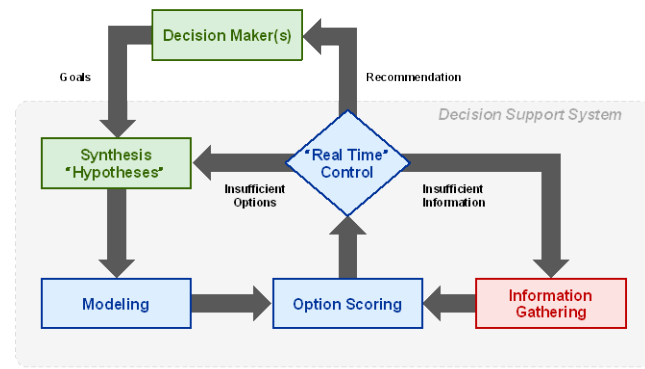 Decision Maker(s)
Goals
Recommendation
Decision Support System
Synthesis
"Hypotheses"
"Real Time"
Control
Insufficient
Options
Insufficient
Information
Modeling
Option Scoring
Information
Gathering